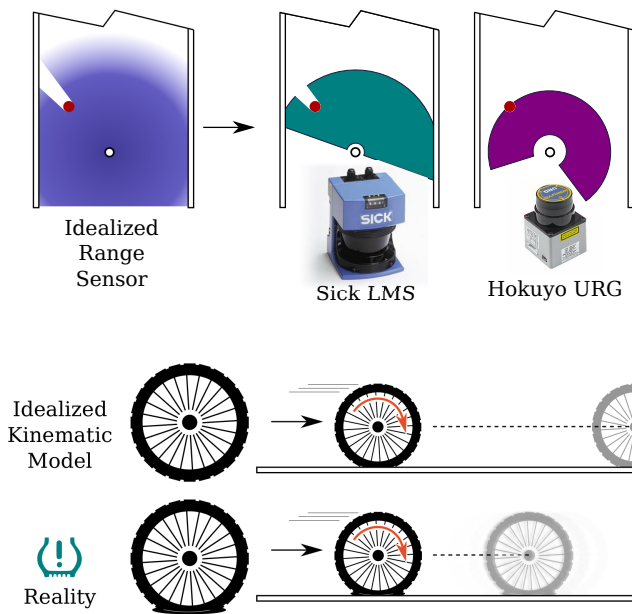 Idealized
Range
Sensor
SICK
Sick LMS
Hokuyo URG
Idealized
Kinematic
Model
Reality